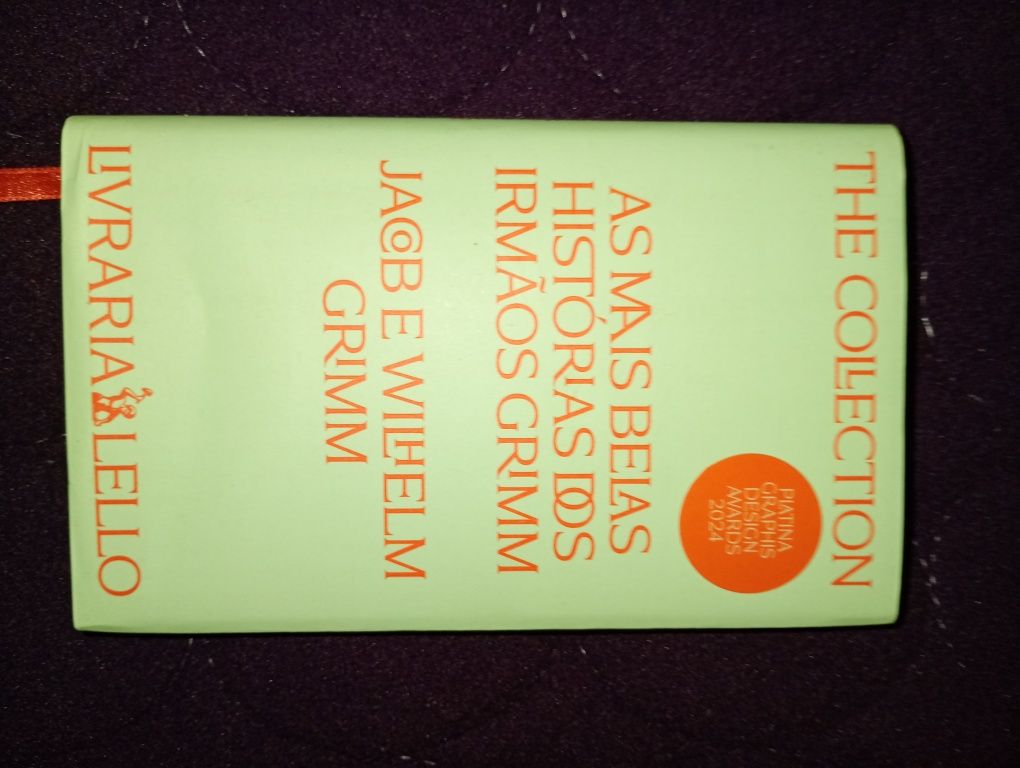 THE COLLECTION
PLATINA
GRAPHIS
DESIGN
AWARDS
2024
AS MAIS BELAS
HISTÓRIAS DOS
IRMÃOS GRIMM
JACOB E WILHELM
GRIMM
LIVRARIA LELLO